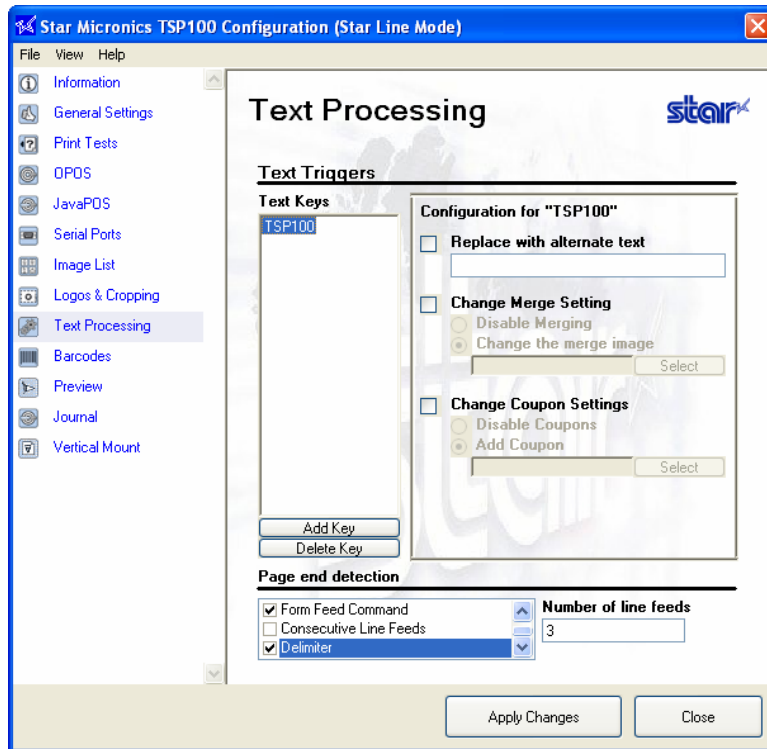 Star Micronics TSP100 Configuration (Star Line Mode)
File View Help
Information
General Settings
Print Tests
OPOS
JavaPOS
Serial Ports
Image List
Logos & Cropping
Text Processing
Barcodes
Preview
Journal
Vertical Mount
Text Processing
star
Text Triggers
Text Keys
TSP100
Add Key
Delete Key
Configuration for "TSP100"
Replace with alternate text
Change Merge Setting
Disable Merging
Change the merge image
Select
Change Coupon Settings
Disable Coupons
Add Coupon
Select
Page end detection
Form Feed Command
Consecutive Line Feeds
Delimiter
Number of line feeds
3
Apply Changes
Close